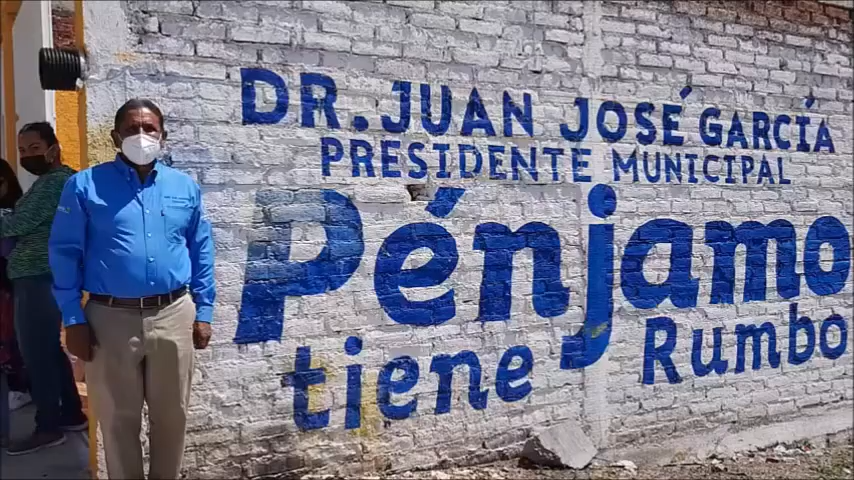 DR. JUAN JOSÉ GARCÍA
PRESIDENTE MUNICIPAL
Pénjamo
tiene Rumbo